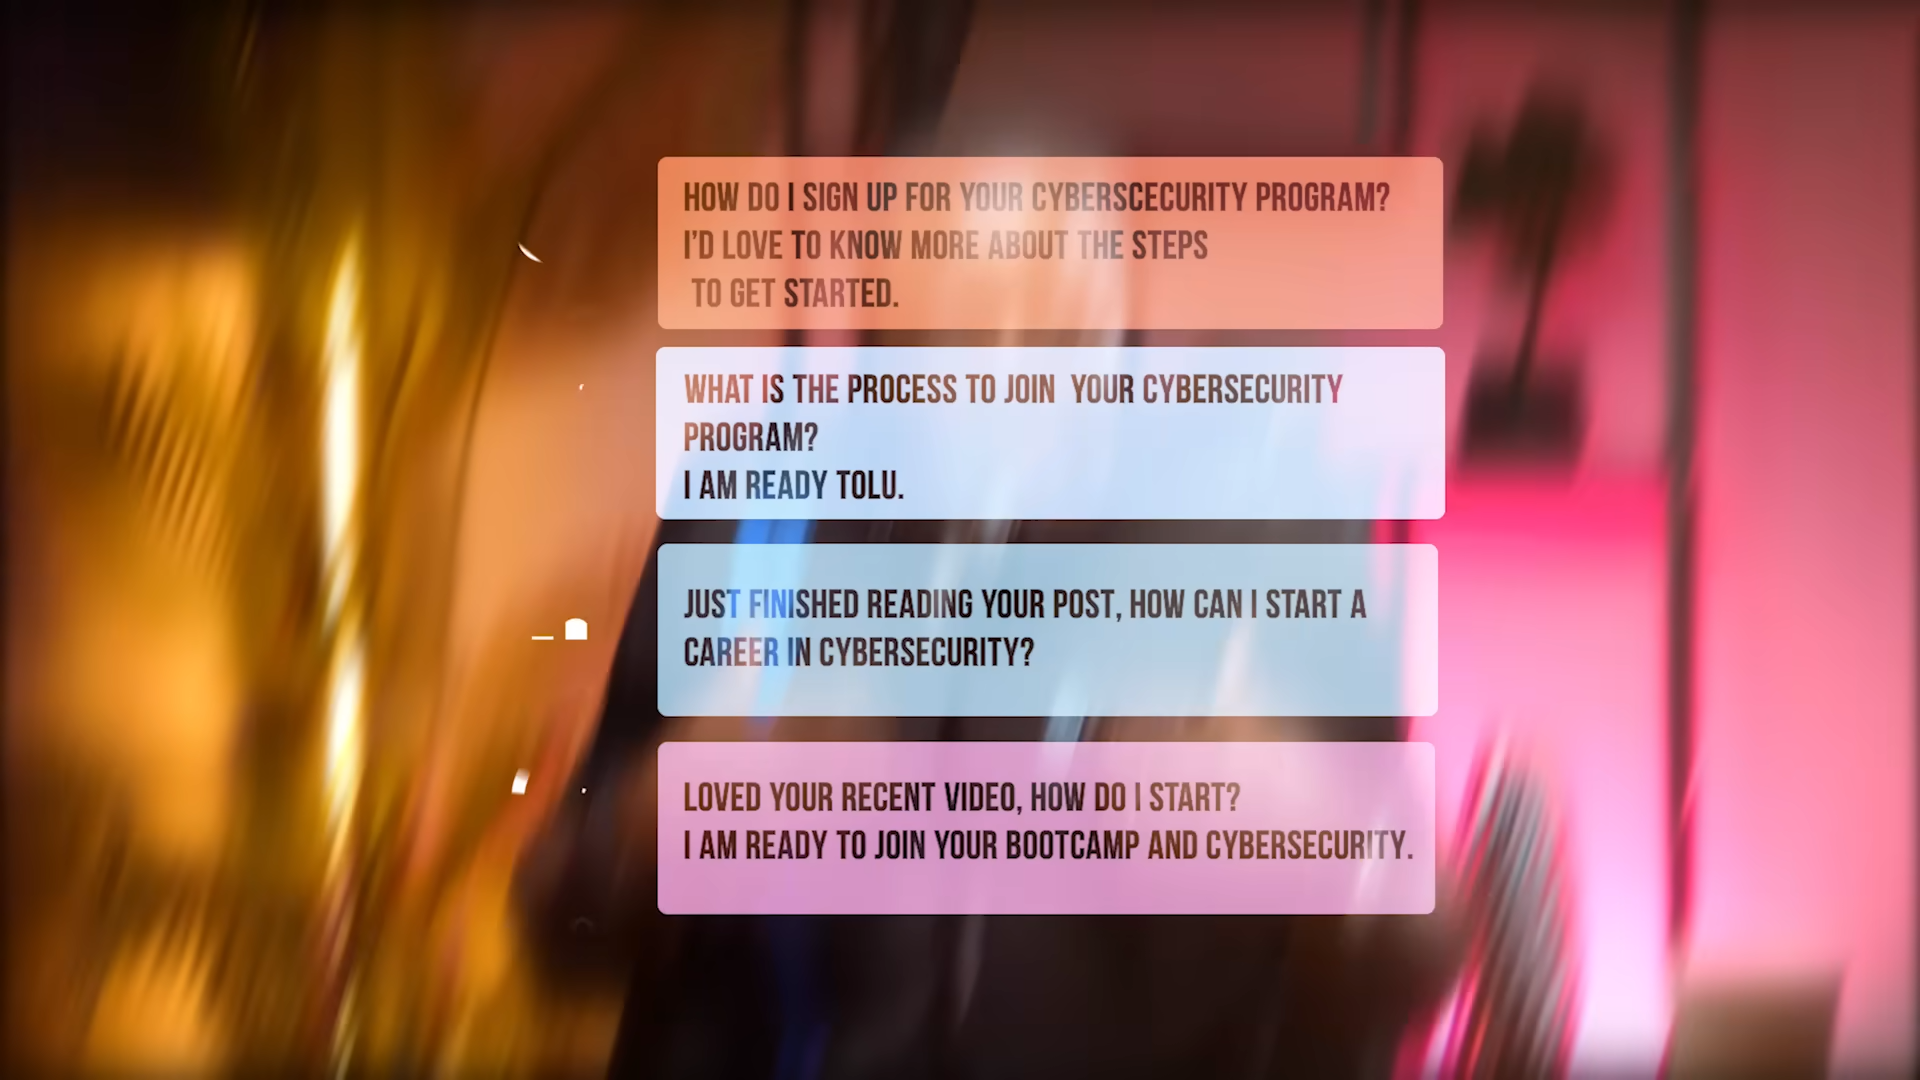 HOW DO I SIGN UP FOR YOUR CYBERSCECURITY PROGRAM?
I'D LOVE TO KNOW MORE ABOUT THE STEPS
TO GET STARTED.
WHAT IS THE PROCESS TO JOIN YOUR CYBERSECURITY
PROGRAM?
I AM READY TOLU.
JUST FINISHED READING YOUR POST, HOW CAN I START A
CAREER IN CYBERSECURITY?
LOVED YOUR RECENT VIDEO, HOW DO I START?
I AM READY TO JOIN YOUR BOOTCAMP AND CYBERSECURITY.